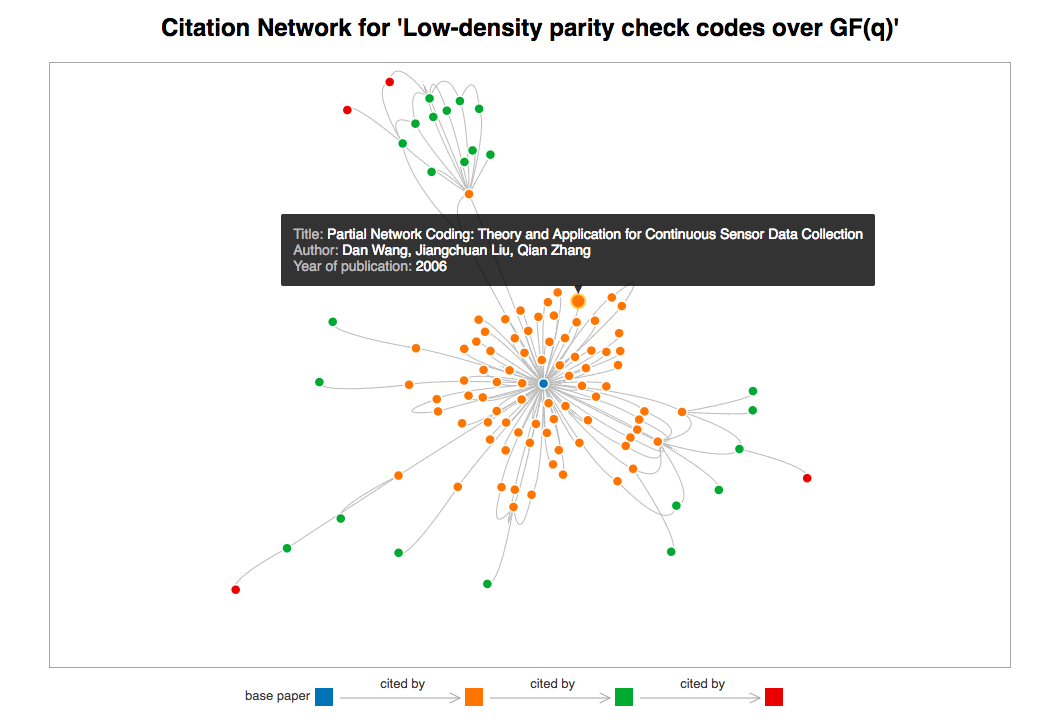 Citation Network for 'Low-density parity check codes over GF(q)'
Title: Partial Network Coding: Theory and Application for Continuous Sensor Data Collection
Author: Dan Wang, Jiangchuan Liu, Qian Zhang
Year of publication: 2006
base paper cited by cited by cited by